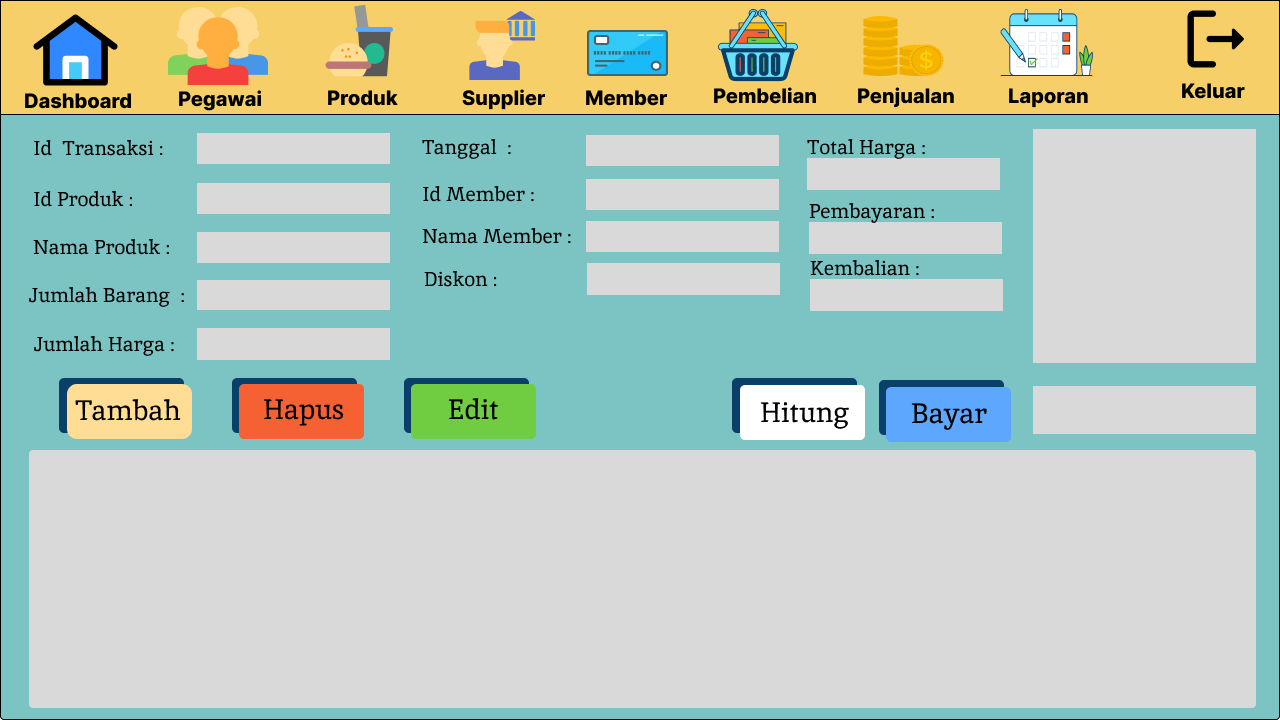 Dashboard
Pegawai
Produk
Supplier
Member
Pembelian
Penjualan
Laporan
Keluar
Id Transaksi :
Id Produk :
Nama Produk :
Jumlah Barang :
Jumlah Harga :
Tanggal :
Id Member :
Nama Member :
Diskon :
Total Harga :
Pembayaran :
Kembalian :
Tambah
Hapus
Edit
Hitung
Bayar